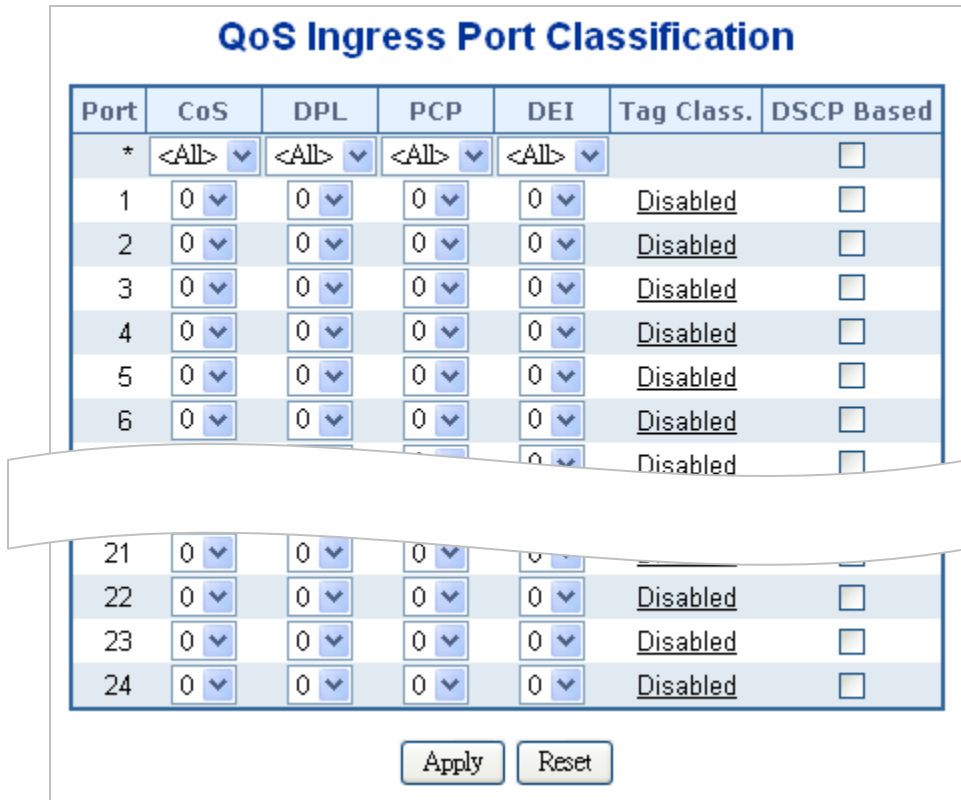 QoS Ingress Port Classification
Port CoS DPL PCP DEI Tag Class. DSCP Based
* <All> <All> <All> <All>
1 0 0 0 0 Disabled
2 0 0 0 0 Disabled
3 0 0 0 0 Disabled
4 0 0 0 0 Disabled
5 0 0 0 0 Disabled
6 0 0 0 0 Disabled
0 Disabled
21 0 0 0
22 0 0 0 0 Disabled
23 0 0 0 0 Disabled
24 0 0 0 0 Disabled
Apply Reset